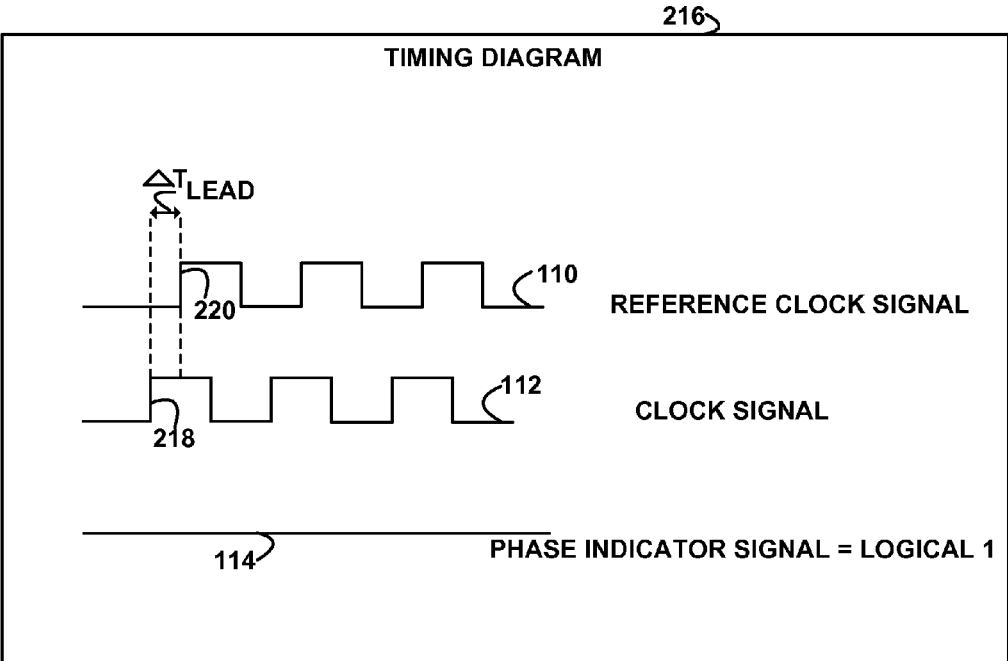 216
TIMING DIAGRAM
△T LEAD
110
220
REFERENCE CLOCK SIGNAL
112
CLOCK SIGNAL
218
114
PHASE INDICATOR SIGNAL = LOGICAL 1